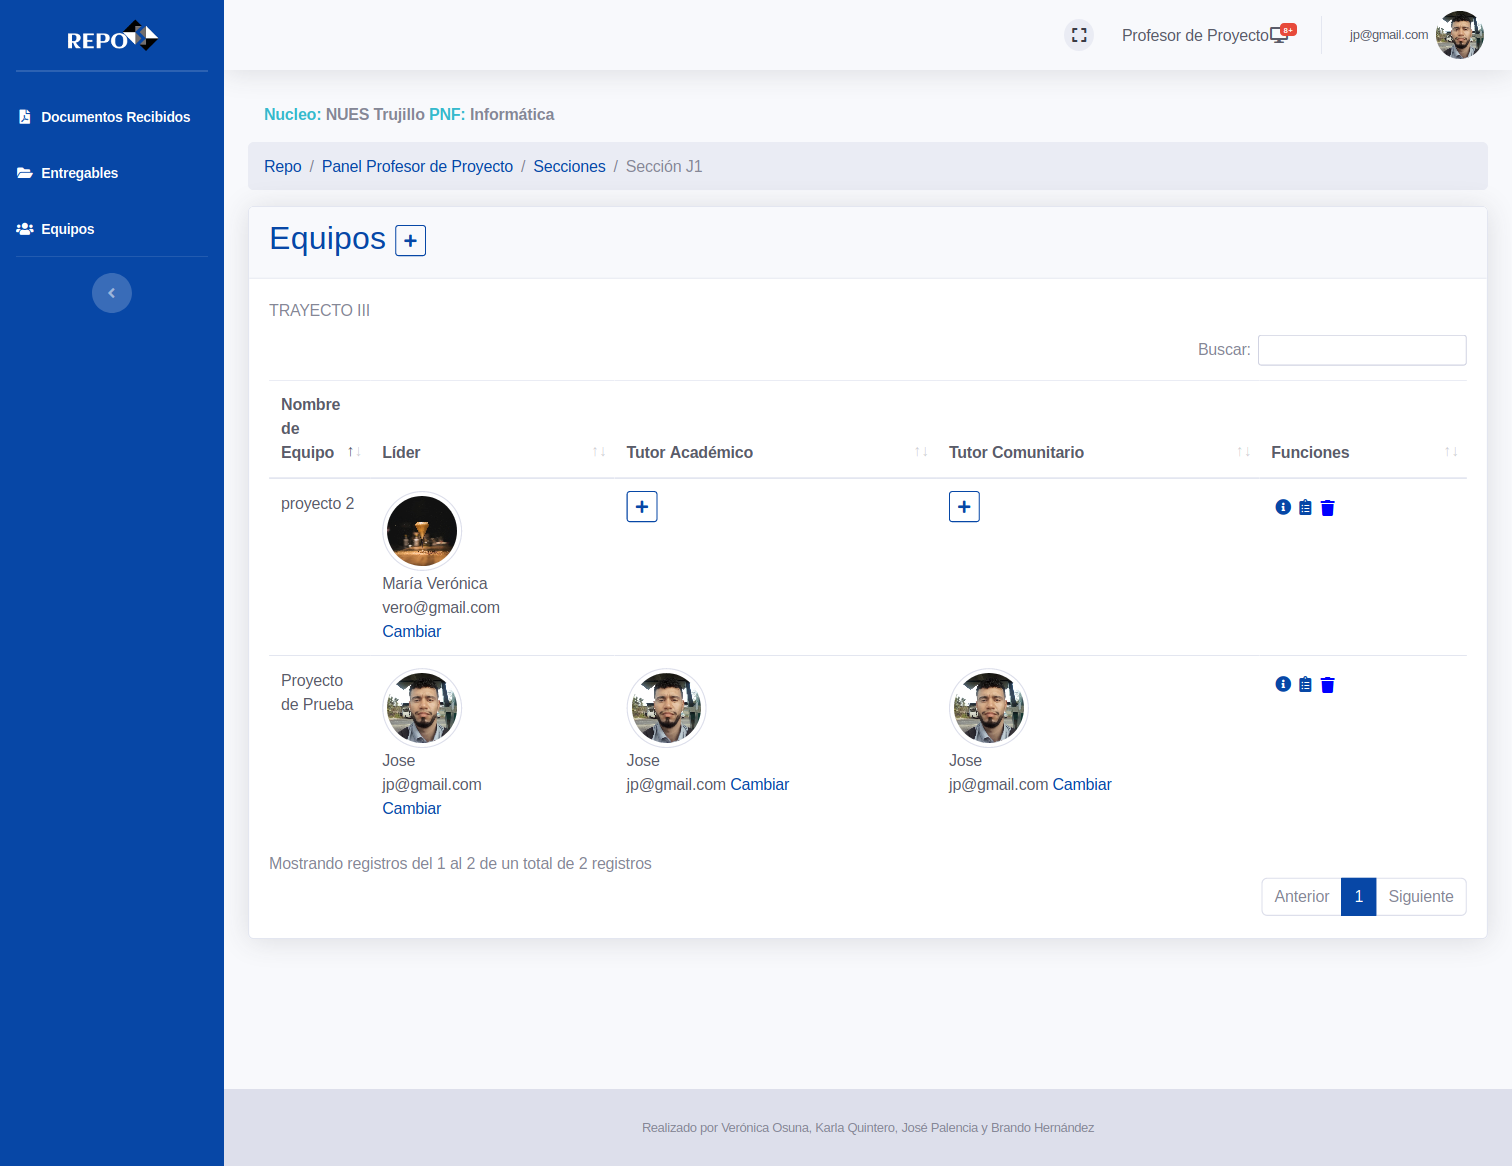 REPO
Documentos Recibidos
Entregables
Equipos
Profesor de Proyecto 8+
jp@gmail.com
Nucleo: NUES Trujillo PNF: Informática
Repo / Panel Profesor de Proyecto / Secciones / Sección J1
Equipos +
TRAYECTO III
Buscar:
Nombre
de
Equipo ↑↓ Líder ↑↓ Tutor Académico ↑↓ Tutor Comunitario ↑↓ Funciones ↑↓
proyecto 2 + +
María Verónica
vero@gmail.com
Cambiar
Proyecto
de Prueba
Jose Jose Jose
jp@gmail.com jp@gmail.com Cambiar jp@gmail.com Cambiar
Cambiar
Mostrando registros del 1 al 2 de un total de 2 registros
Anterior 1 Siguiente
Realizado por Verónica Osuna, Karla Quintero, José Palencia y Brando Hernández